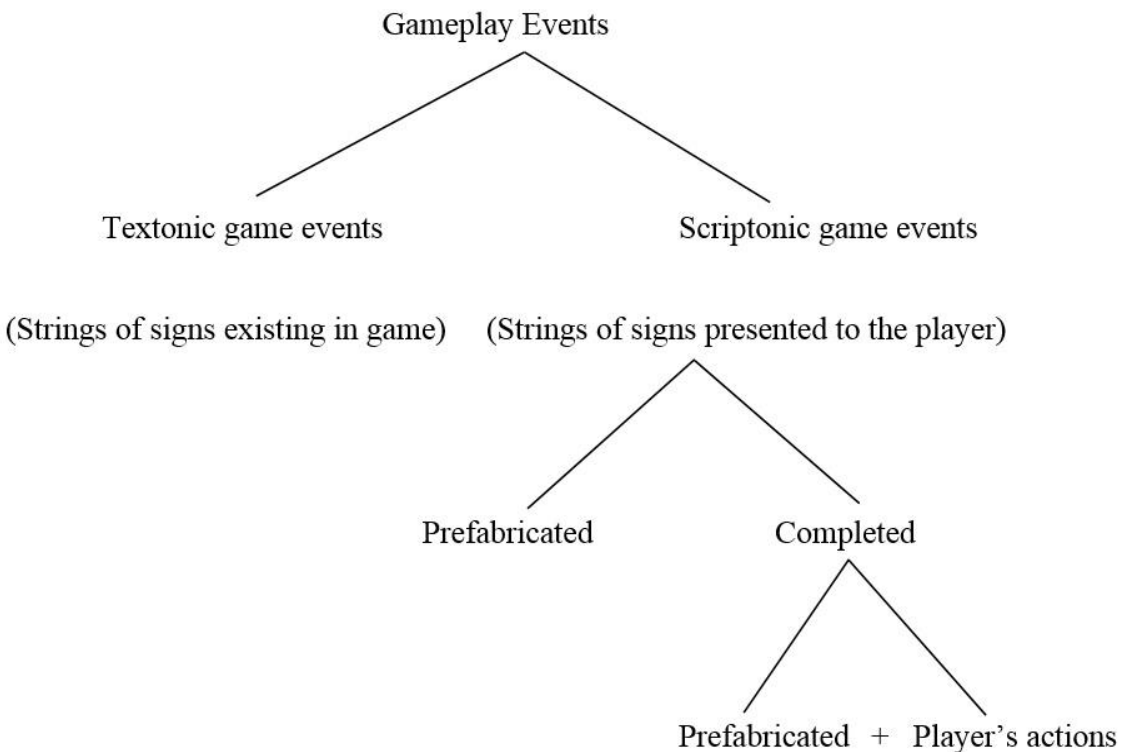 Gameplay Events
Textonic game events Scriptonic game events
(Strings of signs existing in game) (Strings of signs presented to the player)
Prefabricated Completed
Prefabricated + Player’s actions